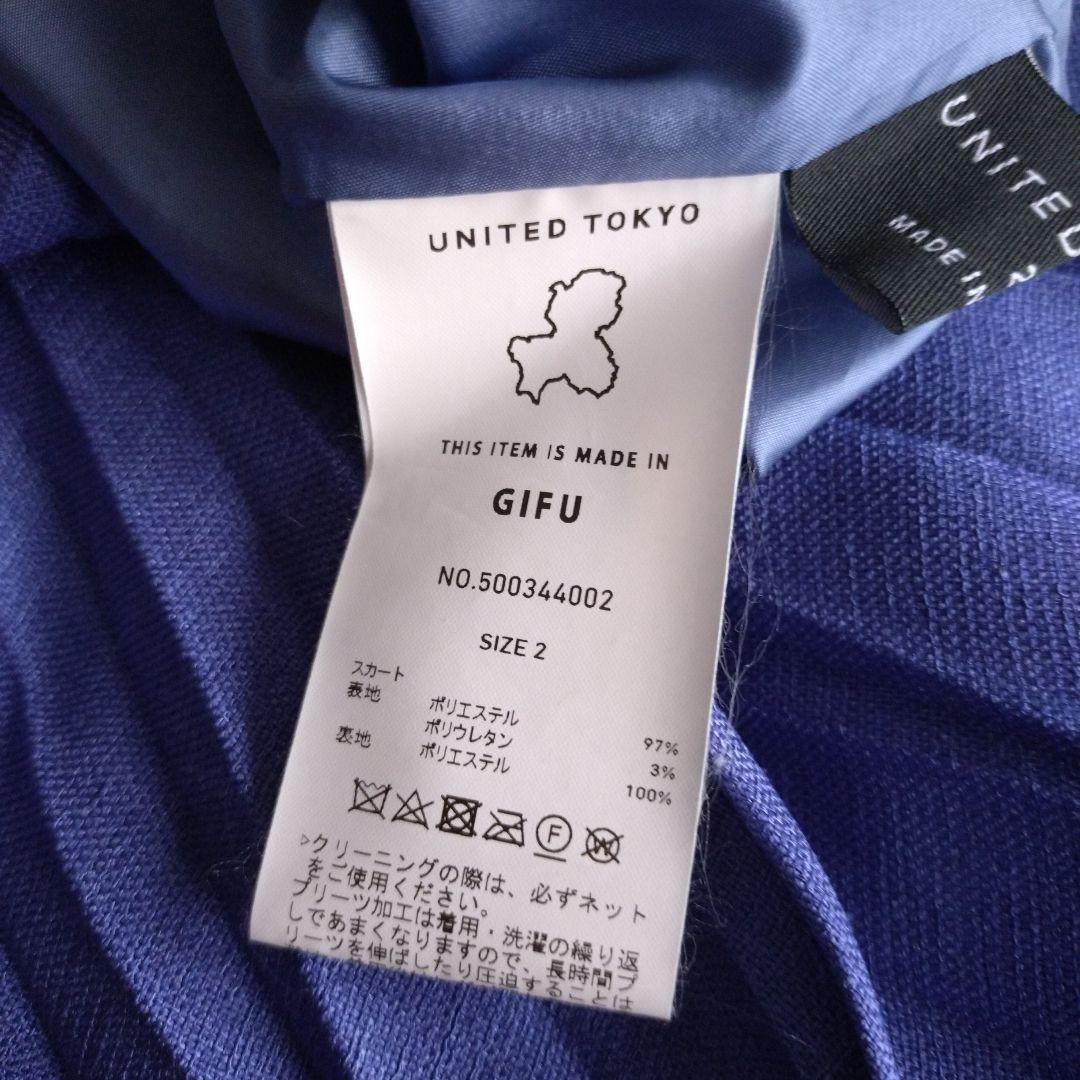 UNITED TOKYO
THIS ITEM IS MADE IN
GIFU
NO.500344002
SIZE 2
スカート
表地 ポリエステル 97%
ポリウレタン 3%
裏地 ポリエステル 100%
F
W
▷クリーニングの際は、必ずネット
をご使用ください。
プリーツ加工は着用・洗濯の繰り返
しであまくなりますので、長時間プ
リーツを伸ばしたり圧迫することは
UNITED
2
MADE IN